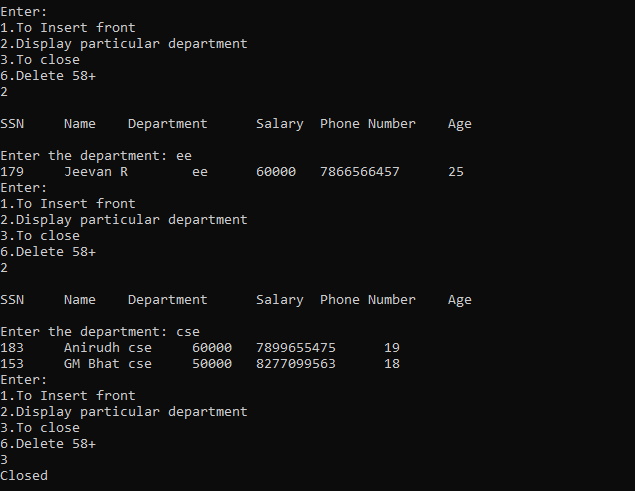 Enter:
1.To Insert front
2.Display particular department
3.To close
6.Delete 58+
2
SSN Name Department Salary Phone Number Age
Enter the department: ee
179 Jeevan R ee 60000 7866566457 25
Enter:
1.To Insert front
2.Display particular department
3.To close
6.Delete 58+
2
SSN Name Department Salary Phone Number Age
Enter the department: cse
183 Anirudh cse 60000 7899655475 19
153 GM Bhat cse 50000 8277099563 18
Enter:
1.To Insert front
2.Display particular department
3.To close
6.Delete 58+
3
Closed